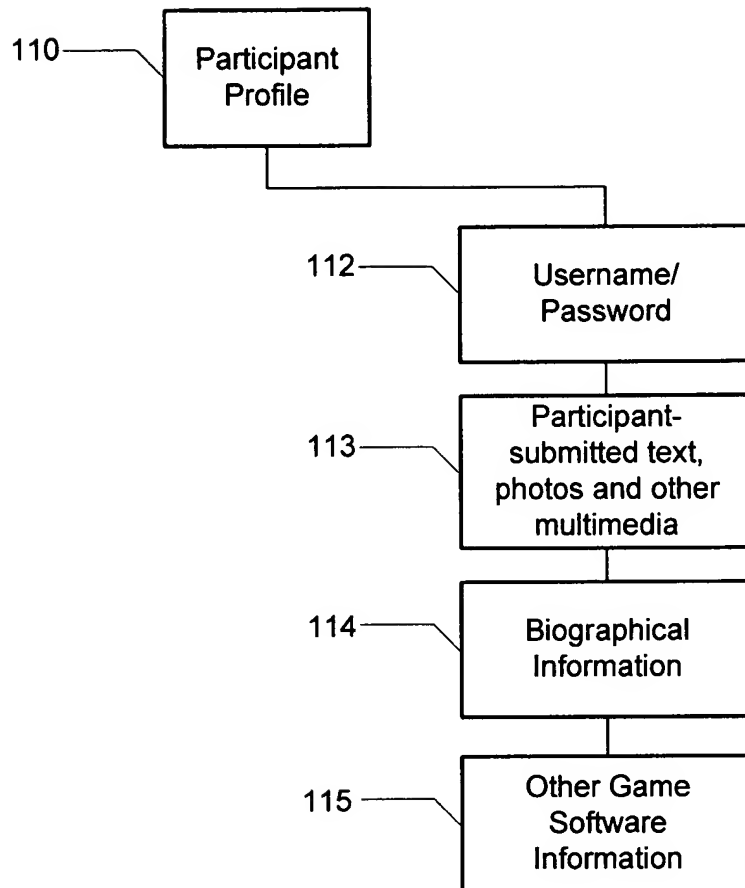 110
Participant
Profile
112
Username/
Password
113
Participant-
submitted text,
photos and other
multimedia
114
Biographical
Information
115
Other Game
Software
Information